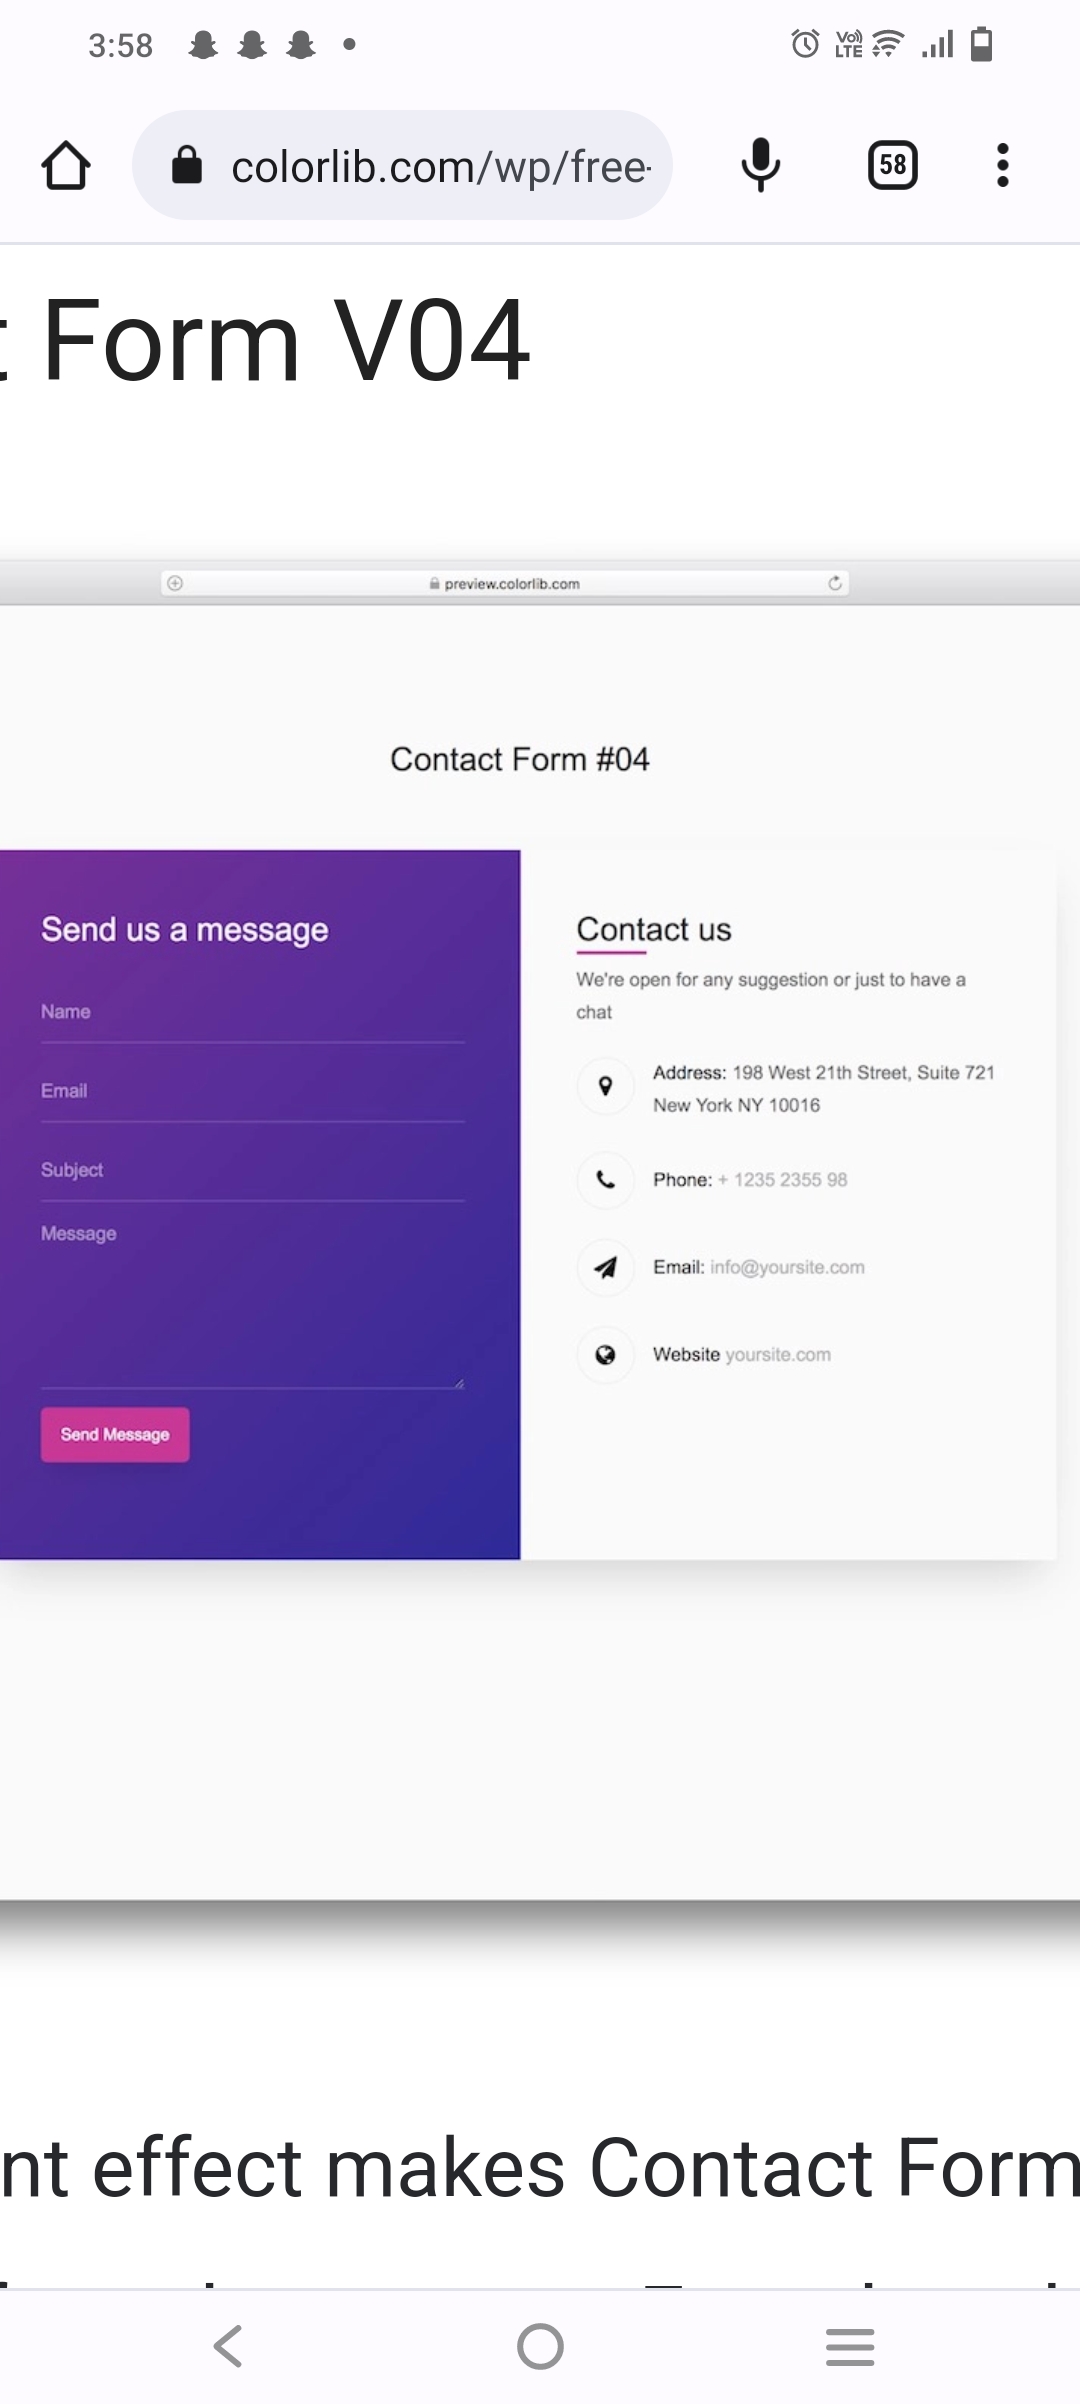 3:58
Vo) LTE
colorlib.com/wp/free-
58
t Form V04
preview.colorlib.com
Contact Form #04
Send us a message
Name
Email
Subject
Message
Send Message
Contact us
We're open for any suggestion or just to have a
chat
Address: 198 West 21th Street, Suite 721
New York NY 10016
Phone: + 1235 2355 98
Email: info@yoursite.com
Website yoursite.com
nt effect makes Contact Form